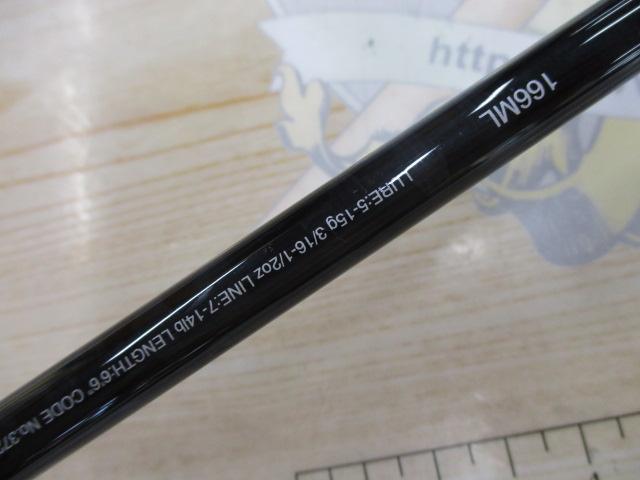 http
166ML
LURE:5-15g 3/16-1/2oz LINE:7-14lb LENGTH:6'6" CODE No.37